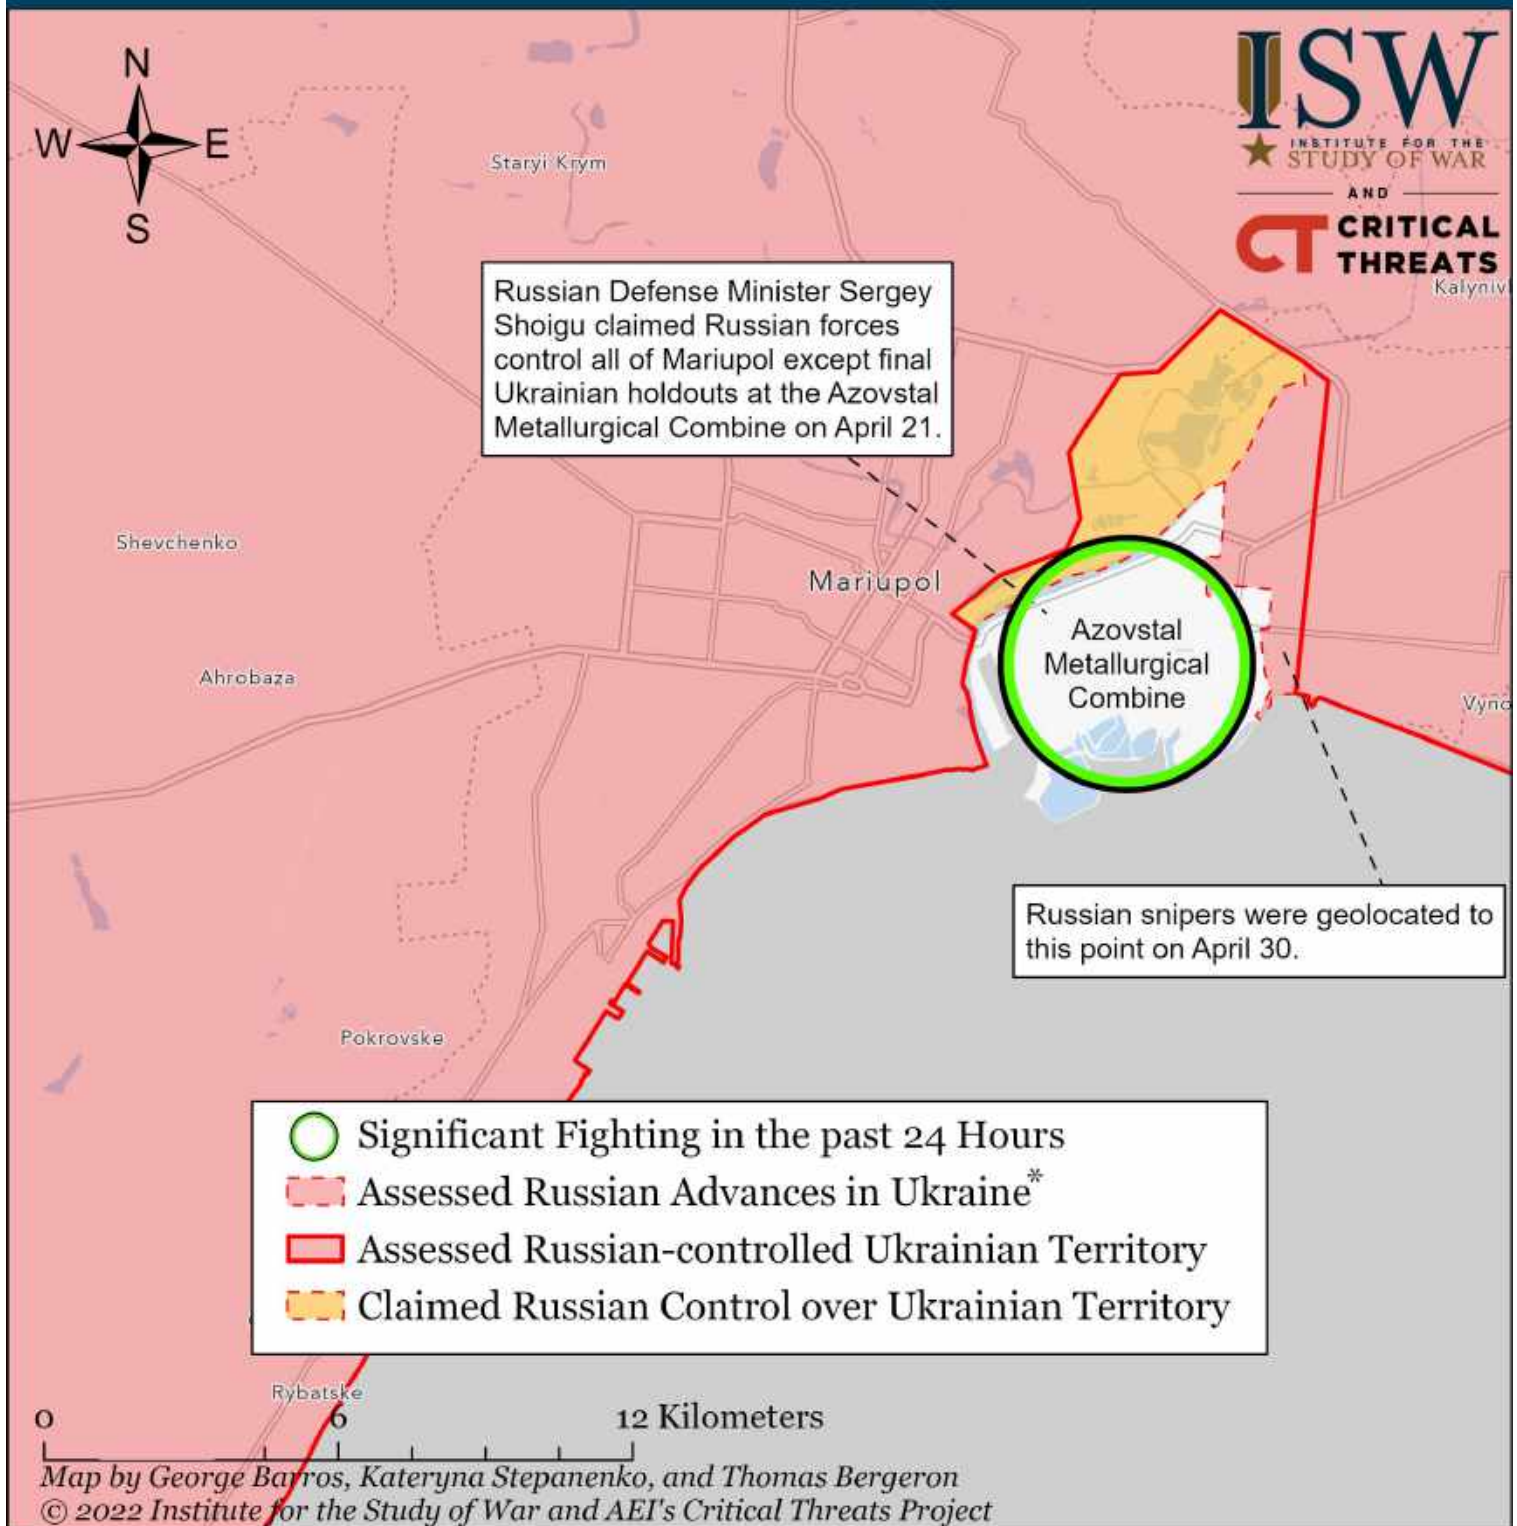 N
W E
S
ISW
INSTITUTE FOR THE
STUDY OF WAR
AND
CT CRITICAL
THREATS
Staryi Krym
Russian Defense Minister Sergey
Shoigu claimed Russian forces
control all of Mariupol except final
Ukrainian holdouts at the Azovstal
Metallurgical Combine on April 21.
Shevchenko
Mariupol
Azovstal
Metallurgical
Combine
Ahrobaza
Russian snipers were geolocated to
this point on April 30.
Pokrovske
Significant Fighting in the past 24 Hours
Assessed Russian Advances in Ukraine*
Assessed Russian-controlled Ukrainian Territory
Claimed Russian Control over Ukrainian Territory
Rybatske
0 6 12 Kilometers
Map by George Barros, Kateryna Stepanenko, and Thomas Bergeron
© 2022 Institute for the Study of War and AEI's Critical Threats Project